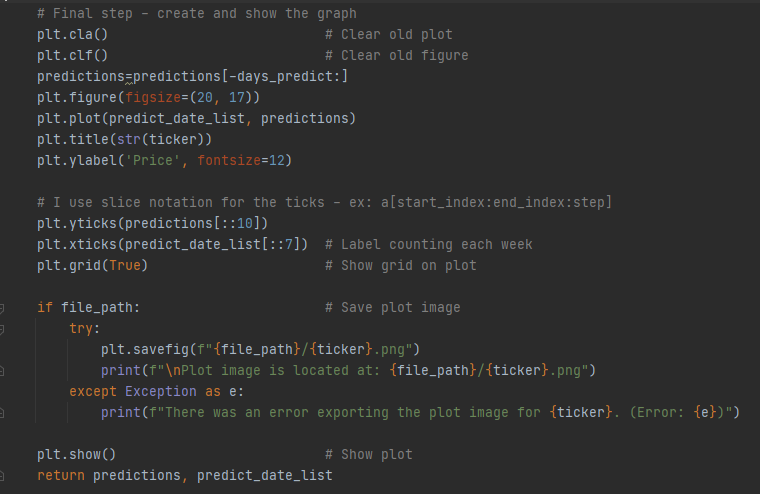 # Final step – create and show the graph
plt.cla()                           # Clear old plot
plt.clf()                           # Clear old figure
predictions=predictions[-days_predict:]
plt.figure(figsize=(20, 17))
plt.plot(predict_date_list, predictions)
plt.title(str(ticker))
plt.ylabel('Price', fontsize=12)

# I use slice notation for the ticks – ex: a[start_index:end_index:step]
plt.yticks(predictions[::10])
plt.xticks(predict_date_list[::7])  # Label counting each week
plt.grid(True)                      # Show grid on plot

if file_path:                       # Save plot image
    try:
        plt.savefig(f"{file_path}/{ticker}.png")
        print(f"\nPlot image is located at: {file_path}/{ticker}.png")
    except Exception as e:
        print(f"There was an error exporting the plot image for {ticker}. (Error: {e})")

plt.show()                          # Show plot
return predictions, predict_date_list